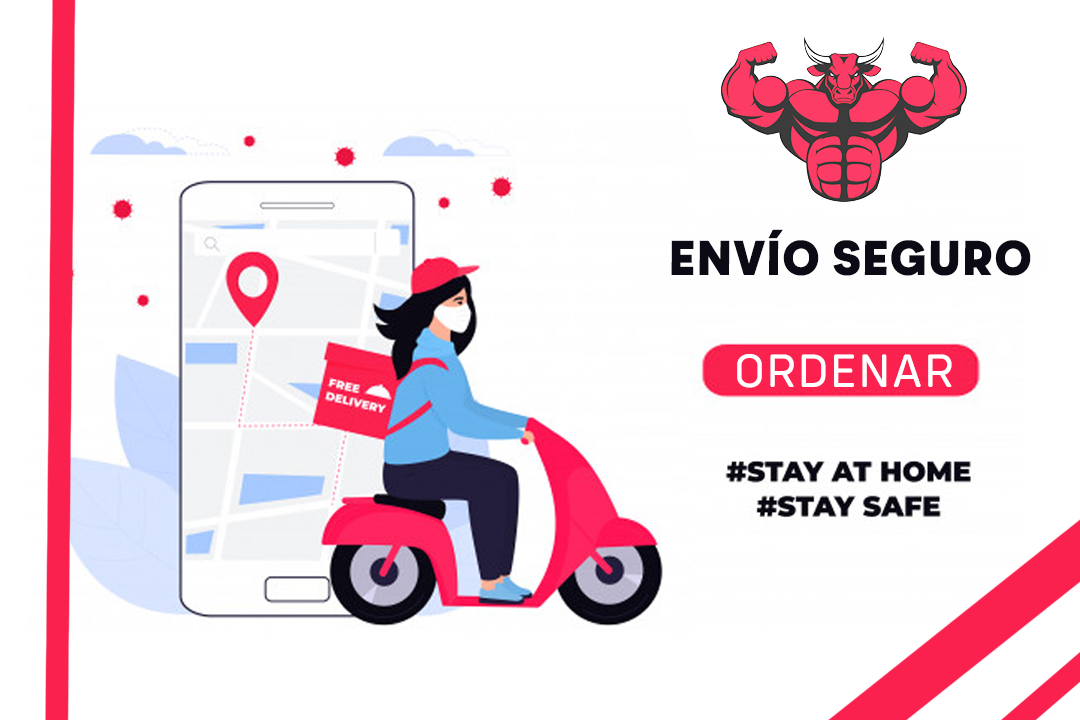 ENVÍO SEGURO
ORDENAR
FREE
DELIVERY
#STAY AT HOME
#STAY SAFE